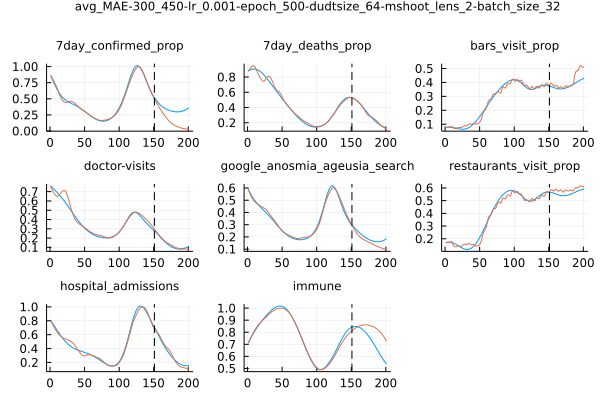 avg_MAE-300_450-lr_0.001-epoch_500-dudtsize_64-mshoot_lens_2-batch_size_32
7day_confirmed_prop 7day_deaths_prop bars_visit_prop
1.00 0.8 0.5
0.75 0.6 0.4
0.50 0.4 0.3
0.25 0.2 0.2
0.00 0.1
0 50 100 150 200 0 50 100 150 200 0 50 100 150 200
doctor-visits google_anosmia_ageusia_search restaurants_visit_prop
0.7 0.6 0.6
0.6 0.5 0.5
0.5 0.4 0.4
0.4 0.3 0.3
0.3 0.2 0.2
0.2 0.1
0.1
0 50 100 150 200 0 50 100 150 200 0 50 100 150 200
hospital_admissions immune
1.0 1.0
0.8 0.9
0.6 0.8
0.4 0.7
0.2 0.6
0.5
0 50 100 150 200 0 50 100 150 200